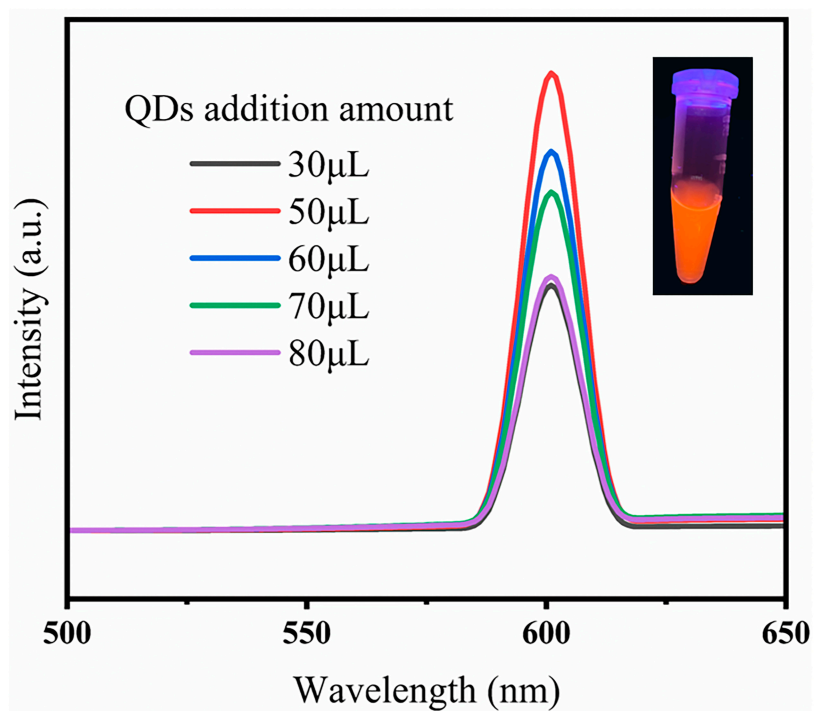 QDs addition amount
30μL
50μL
60μL
70μL
80μL
Intensity (a.u.)
500 550 600 650
Wavelength (nm)